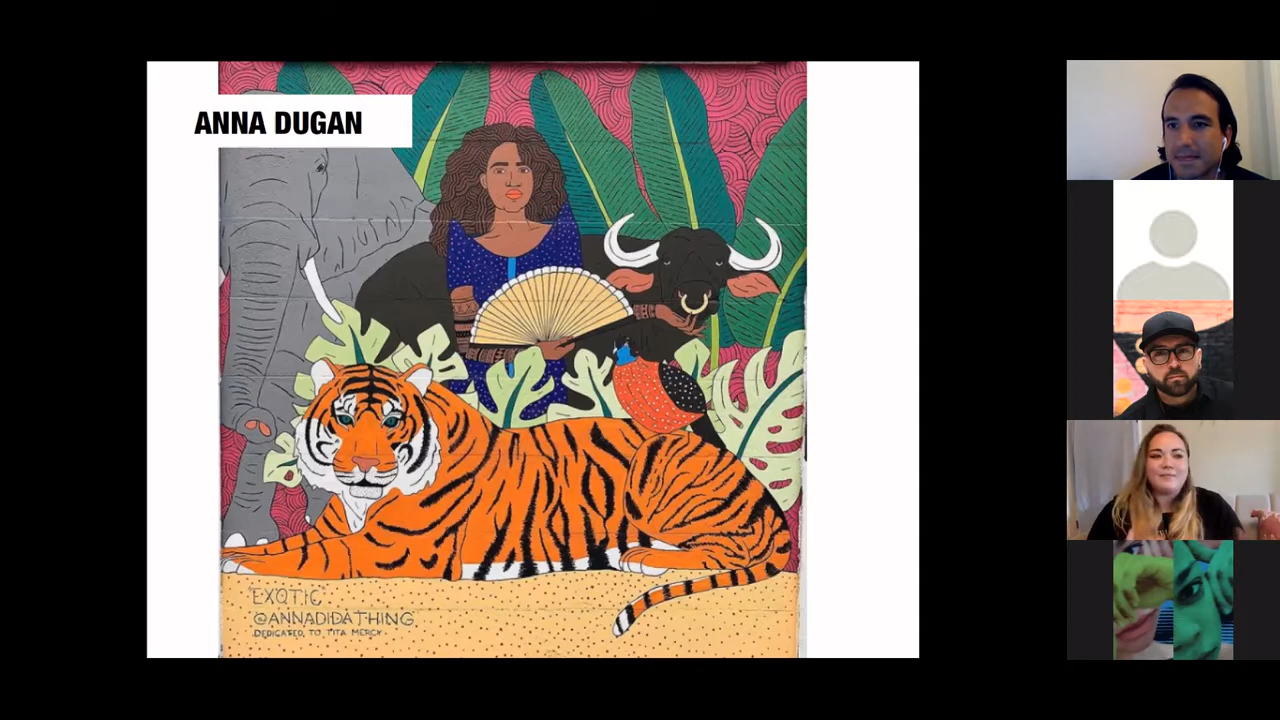 ANNA DUGAN
"EXOTIC"
@ANNADIDATHING
DEDICATED TO TITA MERCY